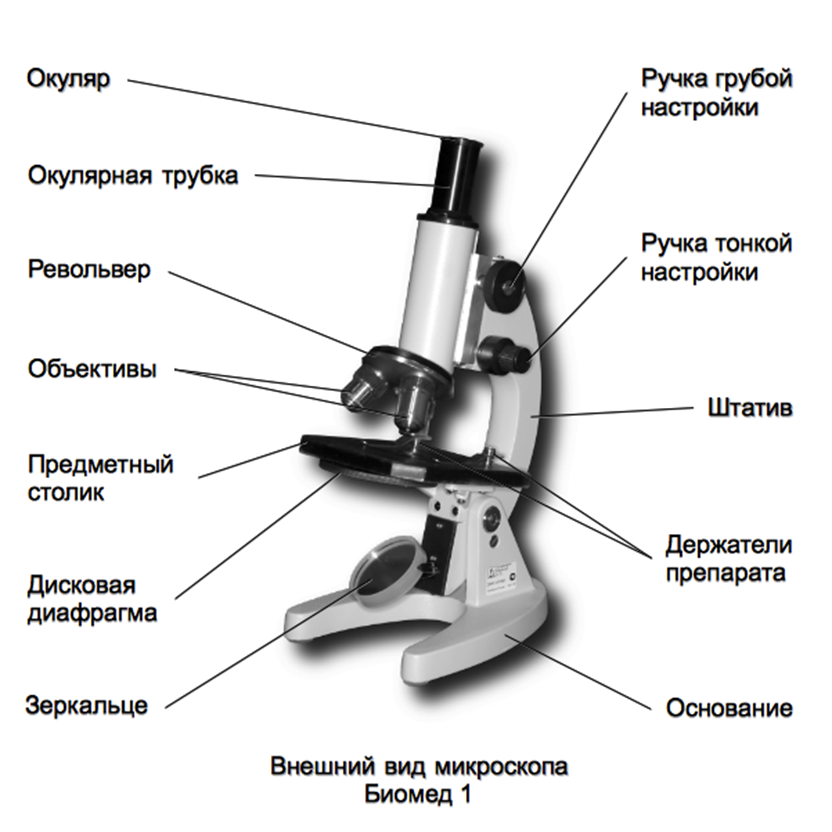 Окуляр
Ручка грубой
настройки
Окулярная трубка
Ручка тонкой
настройки
Револьвер
Объективы
Штатив
Предметный
столик
Держатели
препарата
Дисковая
диафрагма
Зеркальце
Основание
Внешний вид микроскопа
Биомед 1